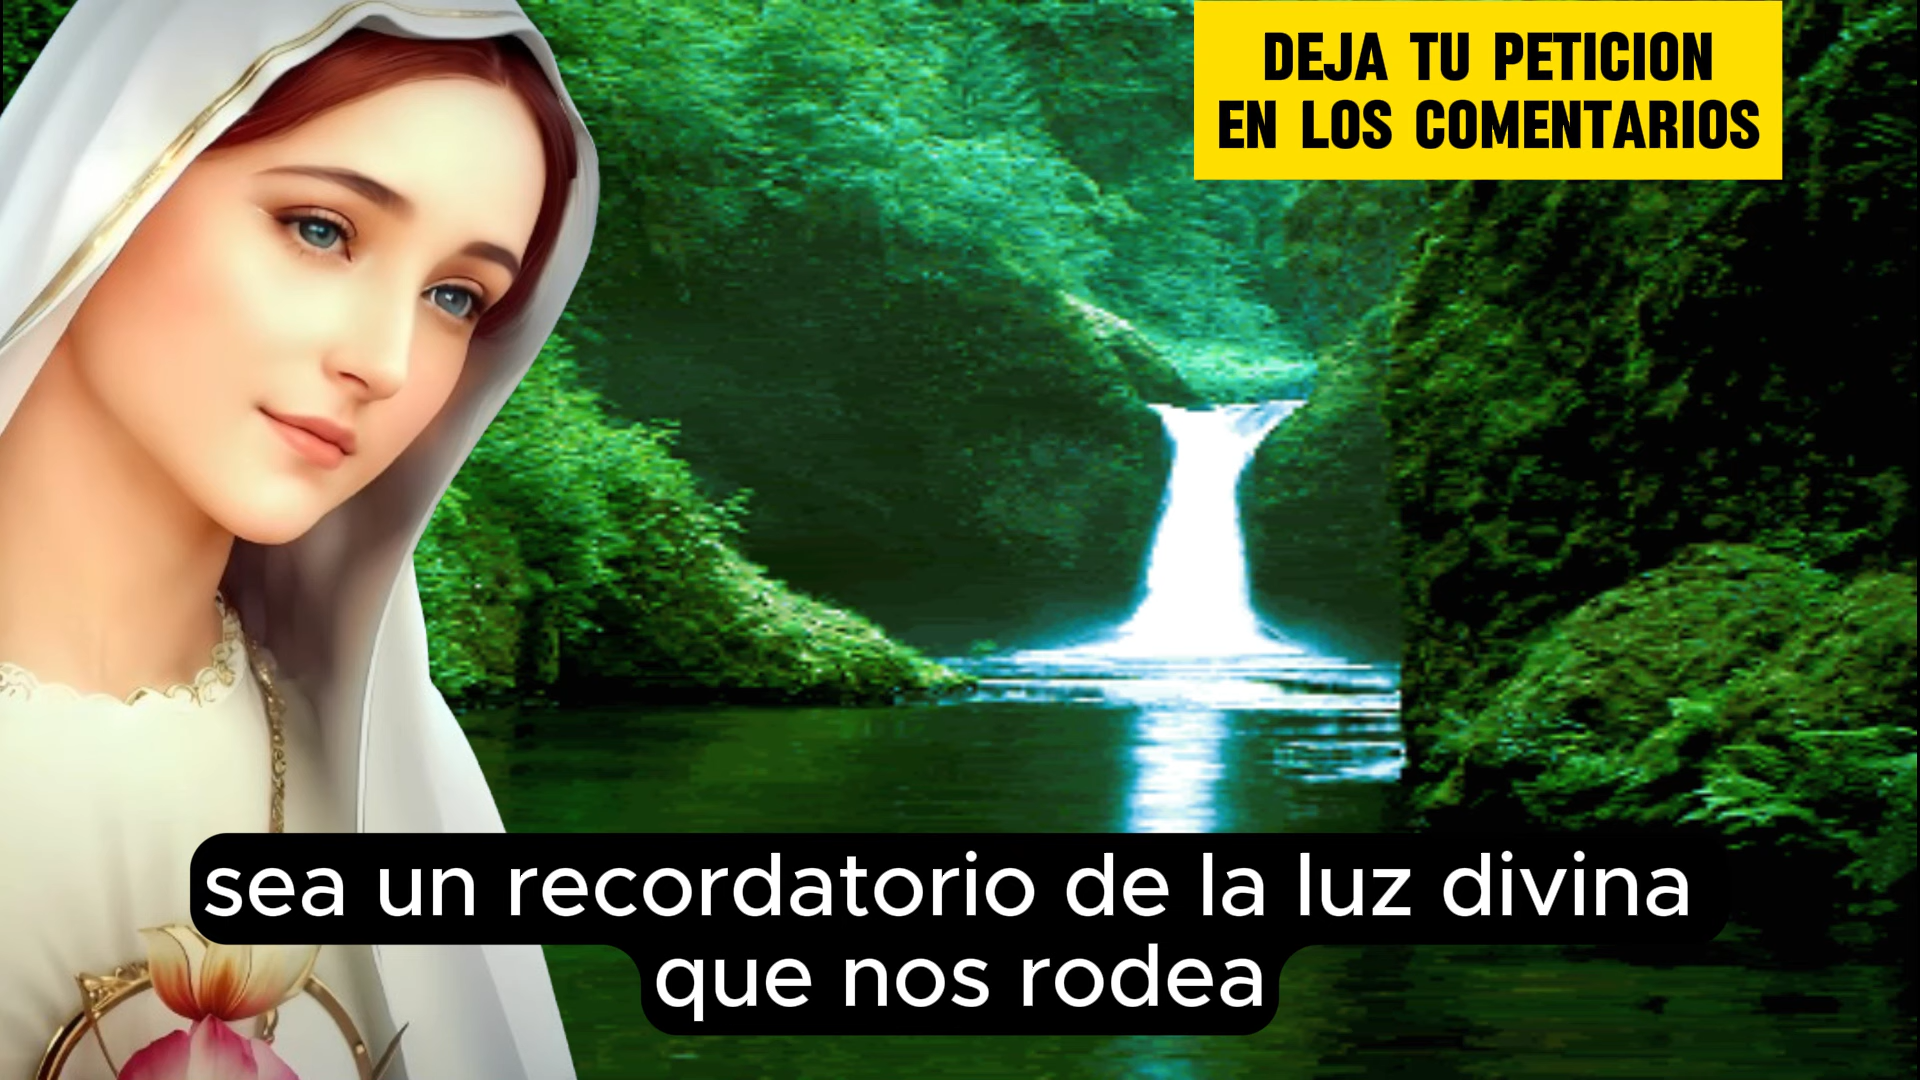 DEJA TU PETICION
EN LOS COMENTARIOS
sea un recordatorio de la luz divina
que nos rodea